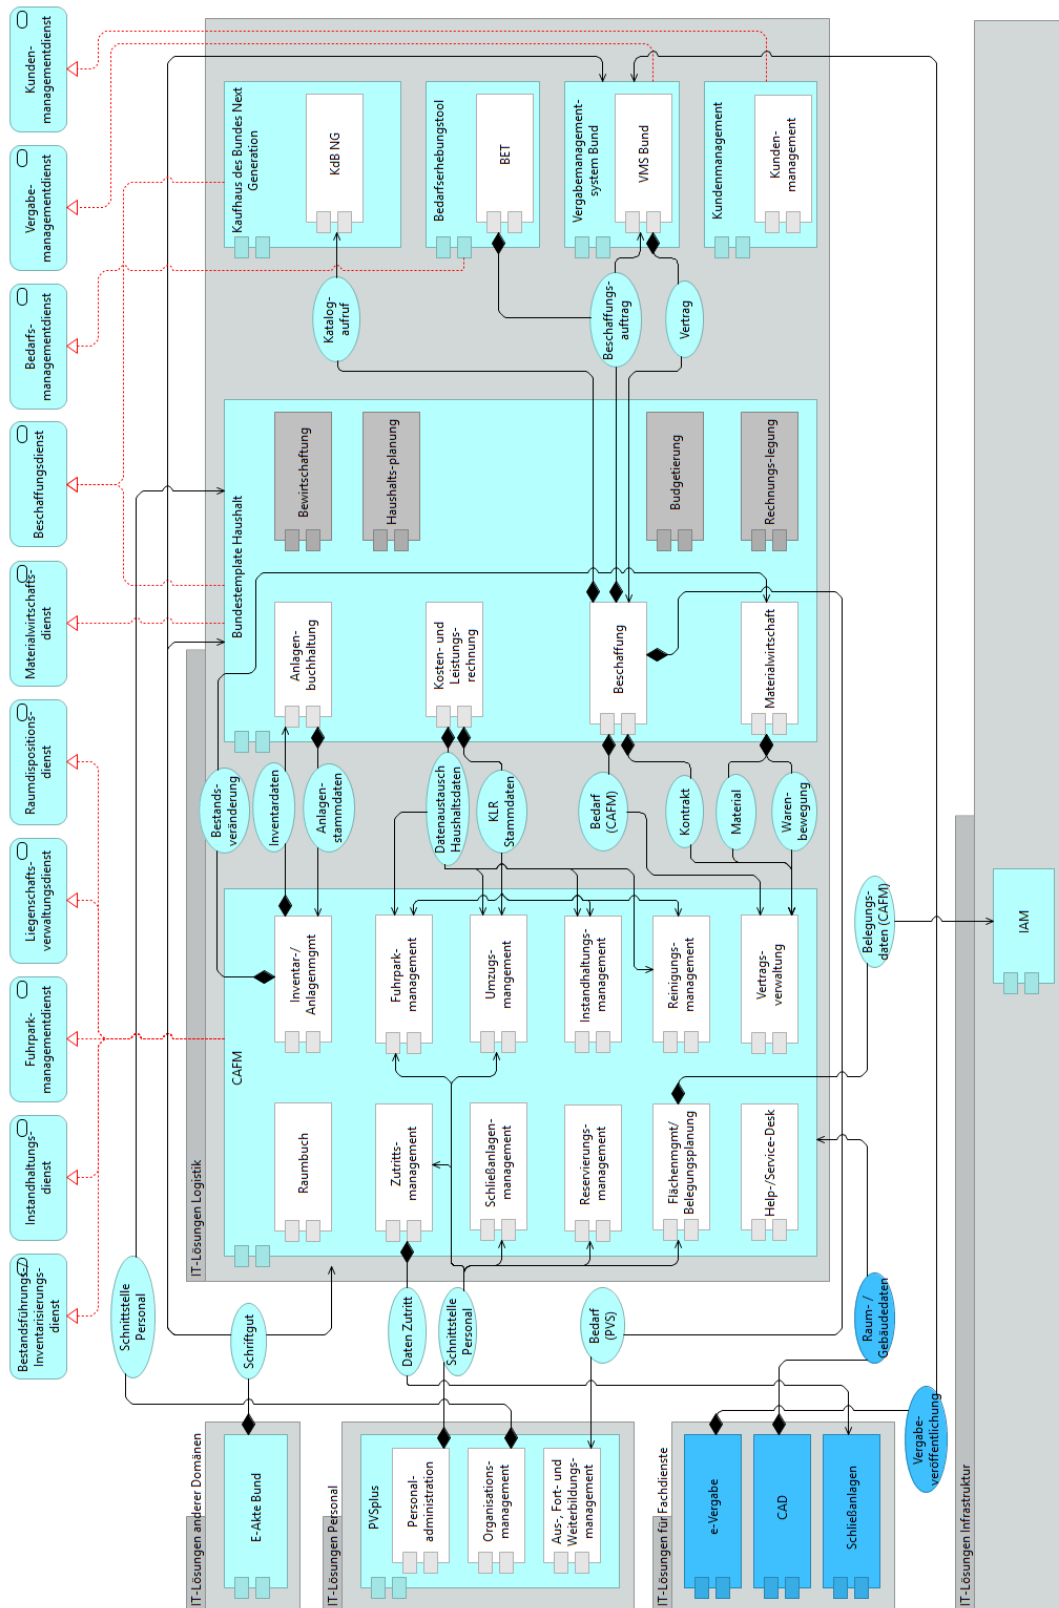 Bestandsführungs-/
Inventarisierungs-
dienst
Instandhaltungs-
dienst
Fuhrpark-
managementdienst
Liegenschafts-
verwaltungsdienst
Raumdispositions-
dienst
Materialwirtschafts-
dienst
Beschaffungsdienst
Bedarfs-
managementdienst
Vergabe-
managementdienst
Kunden-
managementdienst
Schnittstelle
Personal
IT-Lösungen anderer Domänen
E-Akte Bund
Schriftgut
IT-Lösungen Logistik
CAFM
Raumbuch
Inventar-/
Anlagenmgmt
Zutritts-
management
Fuhrpark-
management
Schließanlagen-
management
Umzugs-
mangement
Reservierungs-
management
Instandhaltungs-
management
Flächenmgmt/
Belegungsplanung
Reinigungs-
management
Help-/Service-Desk
Vertrags-
verwaltung
Bestands-
veränderung
Inventardaten
Anlagen-
stammdaten
Datenaustausch
Haushaltsdaten
KLR
Stammdaten
Bedarf
(CAFM)
Kontrakt
Material
Waren-
bewegung
Bundestemplate Haushalt
Anlagen-
buchhaltung
Bewirtschaftung
Haushalts-planung
Kosten- und
Leistungs-
rechnung
Beschaffung
Budgetierung
Materialwirtschaft
Rechnungs-legung
Katalog-
aufruf
Beschaffungs-
auftrag
Vertrag
Kaufhaus des Bundes Next
Generation
KdB NG
Bedarfserhebungstool
BET
Vergabemanagement-
system Bund
VMS Bund
Kundenmanagement
Kunden-
management
IT-Lösungen Personal
PVSplus
Personal-
administration
Organisations-
management
Aus-, Fort- und
Weiterbildungs-
management
Daten Zutritt
Schnittstelle
Personal
Bedarf
(PVS)
IT-Lösungen für Fachdienste
e-Vergabe
CAD
Schließanlagen
Raum- /
Gebäudedaten
Vergabe-
veröffentlichung
Belegungs-
daten (CAFM)
IT-Lösungen Infrastruktur
IAM